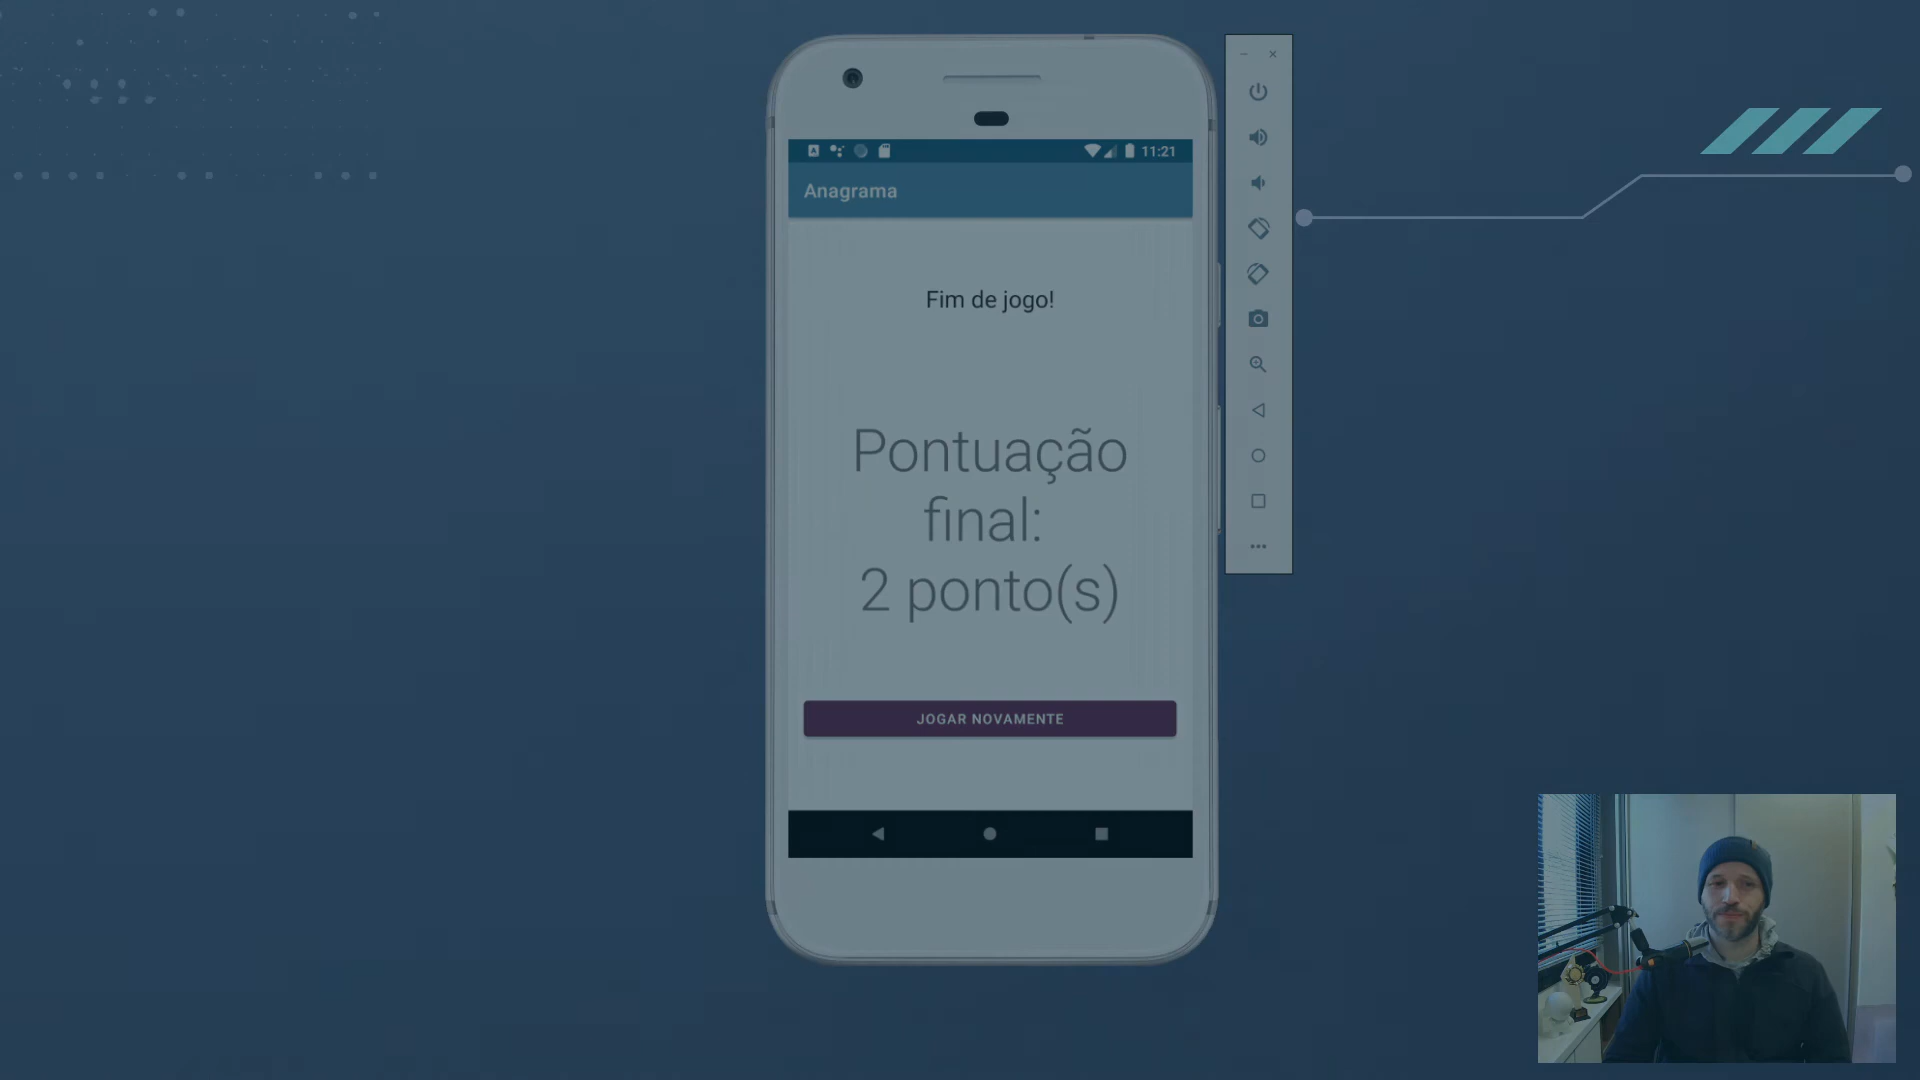 11:21
Anagrama
Fim de jogo!
Pontuação
final:
2 ponto(s)
JOGAR NOVAMENTE